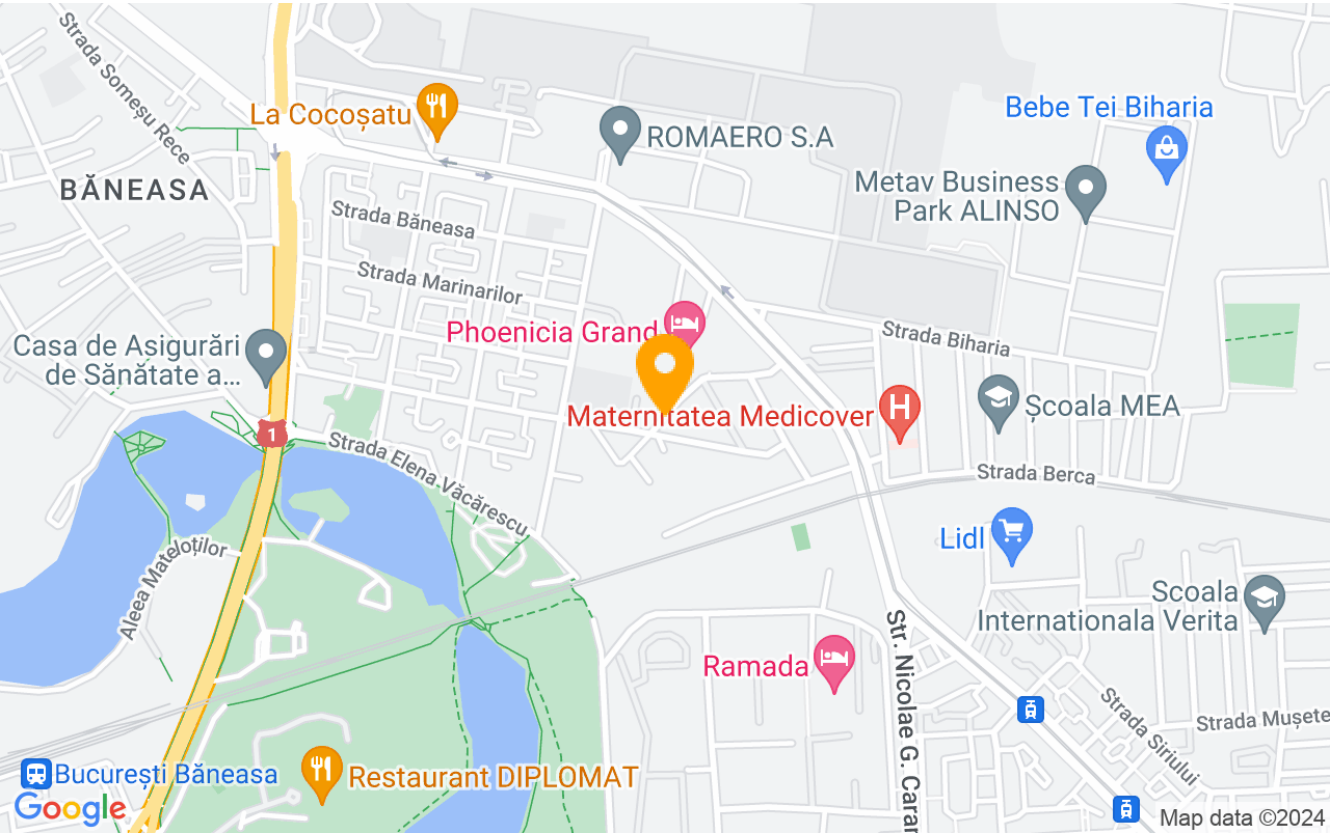 Strada Someșu Rece
La Cocoșatu
ROMAERO S.A
Bebe Tei Biharia
BĂNEASA
Metav Business
Park ALINSO
Strada Băneasa
Strada Marinarilor
Phoenicia Grand
Strada Biharia
Casa de Asigurări
de Sănătate a...
Maternitatea Medicover
H
Școala MEA
1
Strada Elena Văcărescu
Strada Berca
Lidl
Aleea Mateloților
Scoala
Internationala Verita
Str. Nicolae G. Caran
Ramada
Strada Siriului
Strada Mușete
București Băneasa
Restaurant DIPLOMAT
Google
Map data ©2024